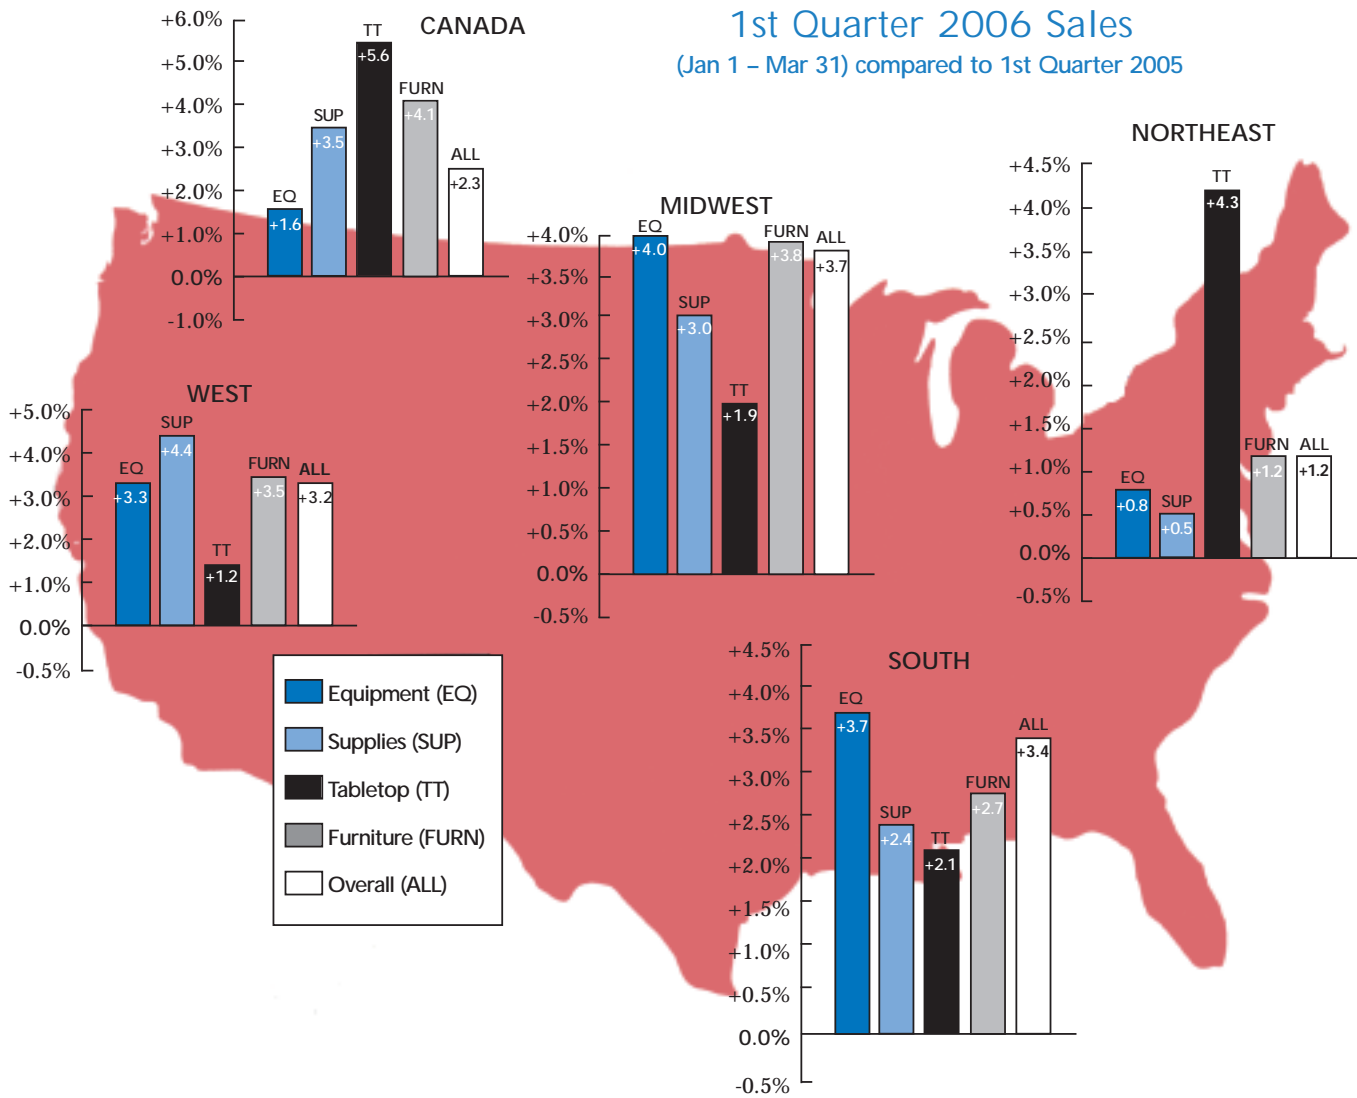 1st Quarter 2006 Sales
(Jan 1 – Mar 31) compared to 1st Quarter 2005
CANADA
+6.0%
+5.0%
+4.0%
+3.0%
+2.0%
+1.0%
0.0%
-1.0%
EQ
+1.6
SUP
+3.5
TT
+5.6
FURN
+4.1
ALL
+2.3
MIDWEST
+4.0%
+3.5%
+3.0%
+2.5%
+2.0%
+1.5%
+1.0%
+0.5%
0.0%
-0.5%
EQ
+4.0
SUP
+3.0
TT
+1.9
FURN
+3.8
ALL
+3.7
NORTHEAST
+4.5%
+4.0%
+3.5%
+3.0%
+2.5%
+2.0%
+1.5%
+1.0%
+0.5%
0.0%
-0.5%
EQ
+0.8
SUP
+0.5
TT
+4.3
FURN
+1.2
ALL
+1.2
WEST
+5.0%
+4.0%
+3.0%
+2.0%
+1.0%
0.0%
-0.5%
EQ
+3.3
SUP
+4.4
TT
+1.2
FURN
+3.5
ALL
+3.2
Equipment (EQ)
Supplies (SUP)
Tabletop (TT)
Furniture (FURN)
Overall (ALL)
SOUTH
+4.5%
+4.0%
+3.5%
+3.0%
+2.5%
+2.0%
+1.5%
+1.0%
+0.5%
0.0%
-0.5%
EQ
+3.7
SUP
+2.4
TT
+2.1
FURN
+2.7
ALL
+3.4